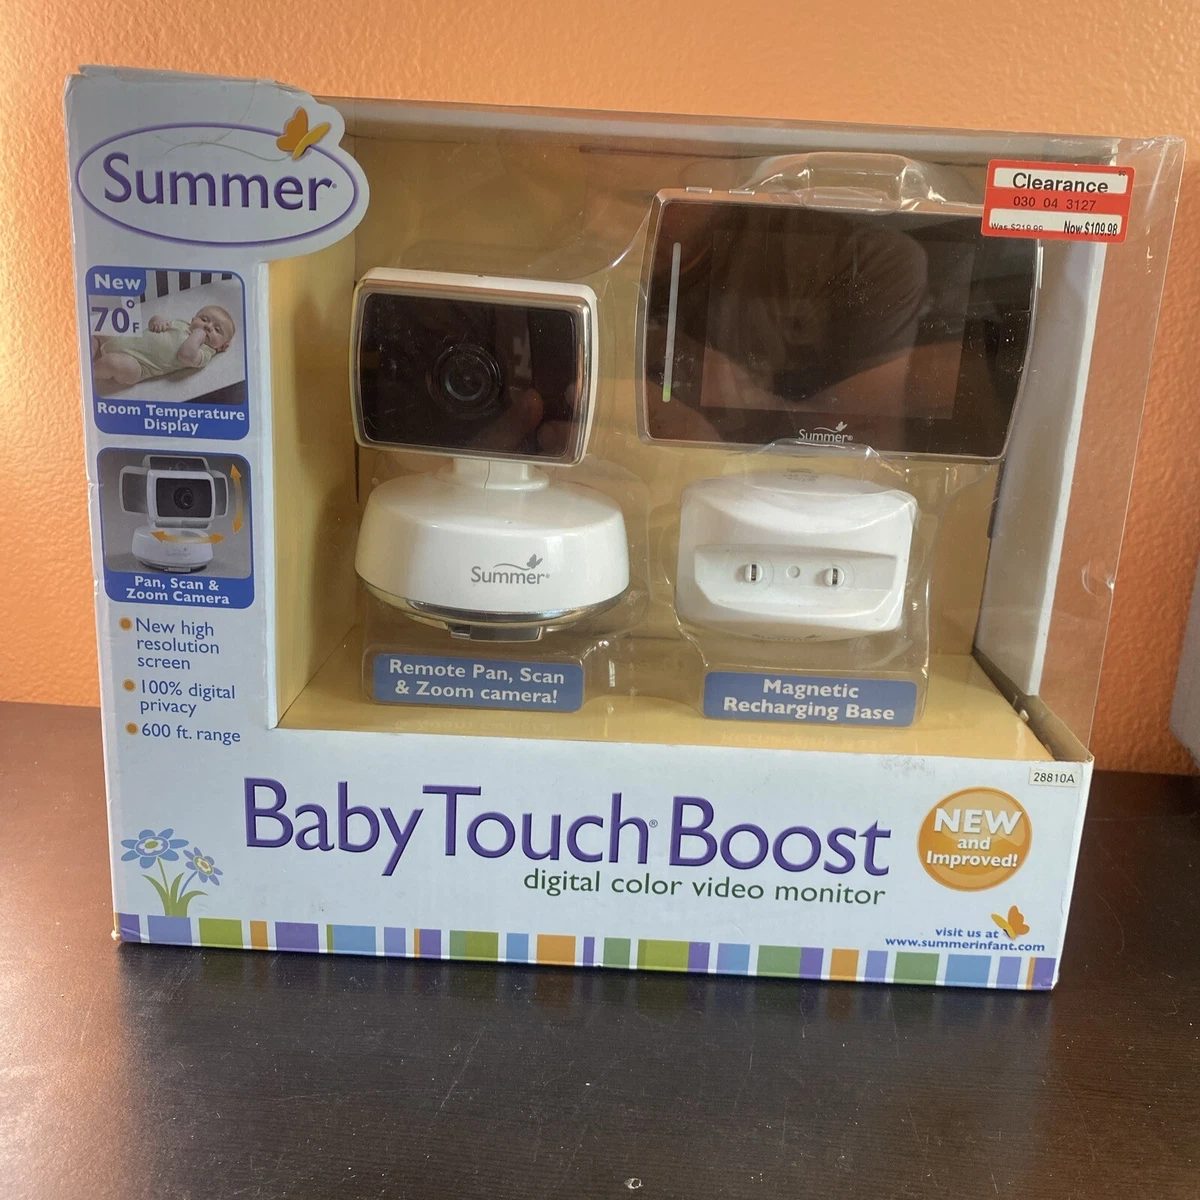 Summer
New
70°F
Room Temperature
Display
Pan, Scan &
Zoom Camera
New high
resolution
screen
100% digital
privacy
600 ft. range
Clearance
030 04 3127
Was $219.99 Now $109.98
Summer
Summer
Remote Pan, Scan
& Zoom camera!
Magnetic
Recharging Base
28810A
BabyTouch® Boost
digital color video monitor
NEW
and
Improved!
visit us at
www.summerinfant.com